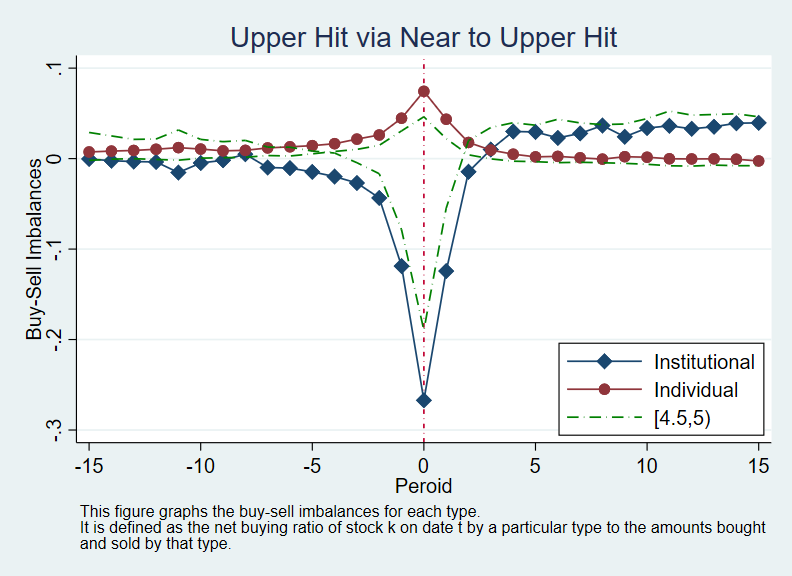 Upper Hit via Near to Upper Hit
.1
0
-.1
-.2
-.3
Buy-Sell Imbalances
Institutional
Individual
[4.5,5)
-15
-10
-5
0
5
10
15
Peroid
This figure graphs the buy-sell imbalances for each type.
It is defined as the net buying ratio of stock k on date t by a particular type to the amounts bought
and sold by that type.